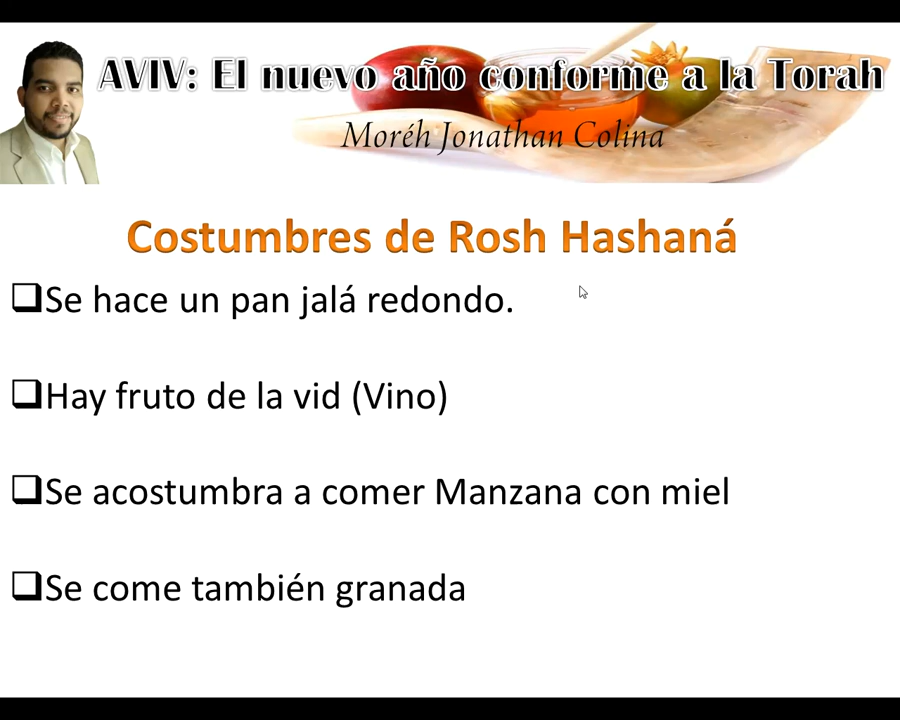 AVIV: El nuevo año conforme a la Torah
Moréh Jonathan Colina
Costumbres de Rosh Hashaná
Se hace un pan jalá redondo.
Hay fruto de la vid (Vino)
Se acostumbra a comer Manzana con miel
Se come también granada